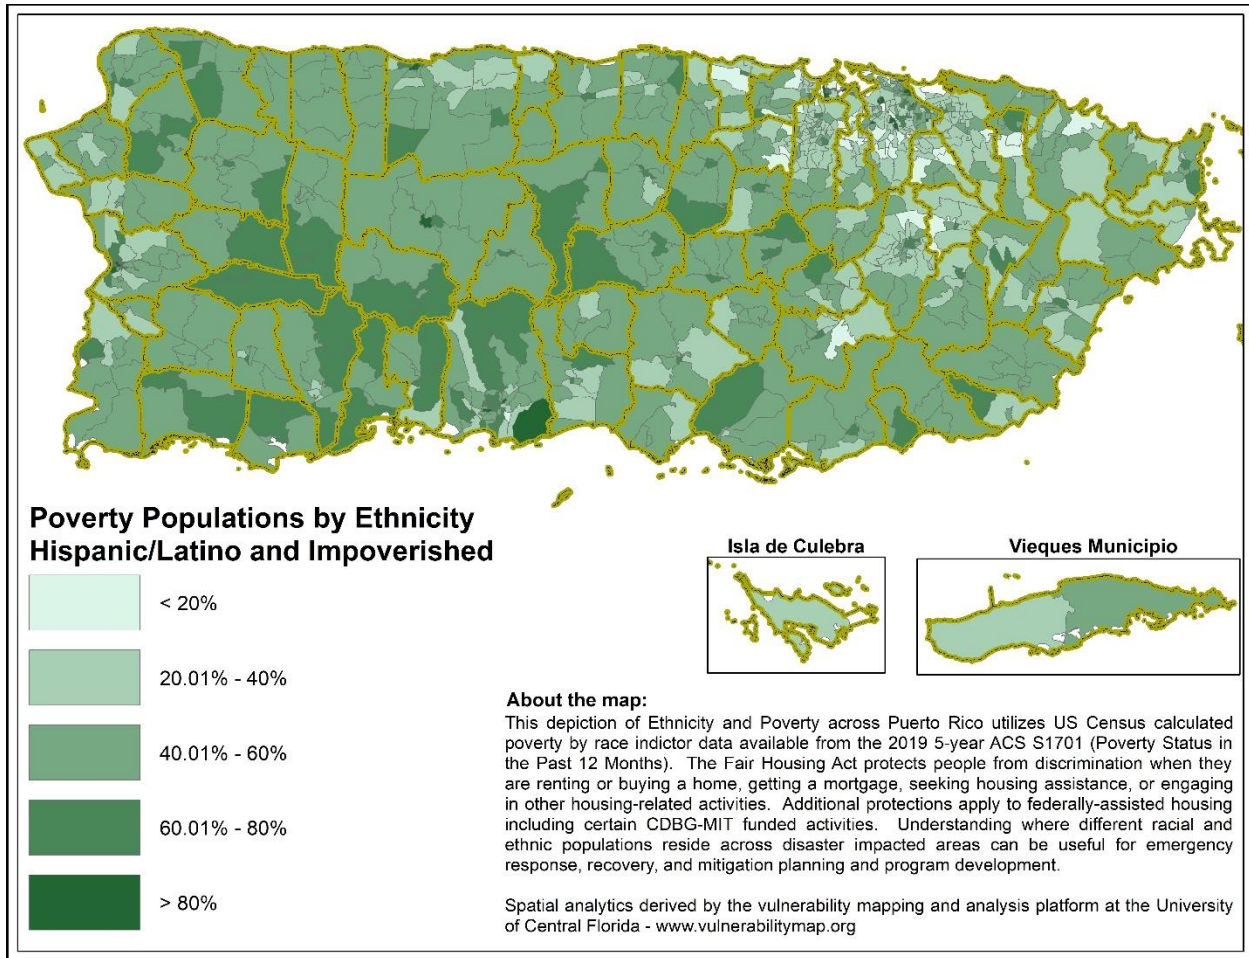 Poverty Populations by Ethnicity
Hispanic/Latino and Impoverished
< 20%
20.01% - 40%
40.01% - 60%
60.01% - 80%
> 80%
Isla de Culebra
Vieques Municipio
About the map:
This depiction of Ethnicity and Poverty across Puerto Rico utilizes US Census calculated
poverty by race indictor data available from the 2019 5-year ACS S1701 (Poverty Status in
the Past 12 Months). The Fair Housing Act protects people from discrimination when they
are renting or buying a home, getting a mortgage, seeking housing assistance, or engaging
in other housing-related activities. Additional protections apply to federally-assisted housing
including certain CDBG-MIT funded activities. Understanding where different racial and
ethnic populations reside across disaster impacted areas can be useful for emergency
response, recovery, and mitigation planning and program development.
Spatial analytics derived by the vulnerability mapping and analysis platform at the University
of Central Florida - www.vulnerabilitymap.org